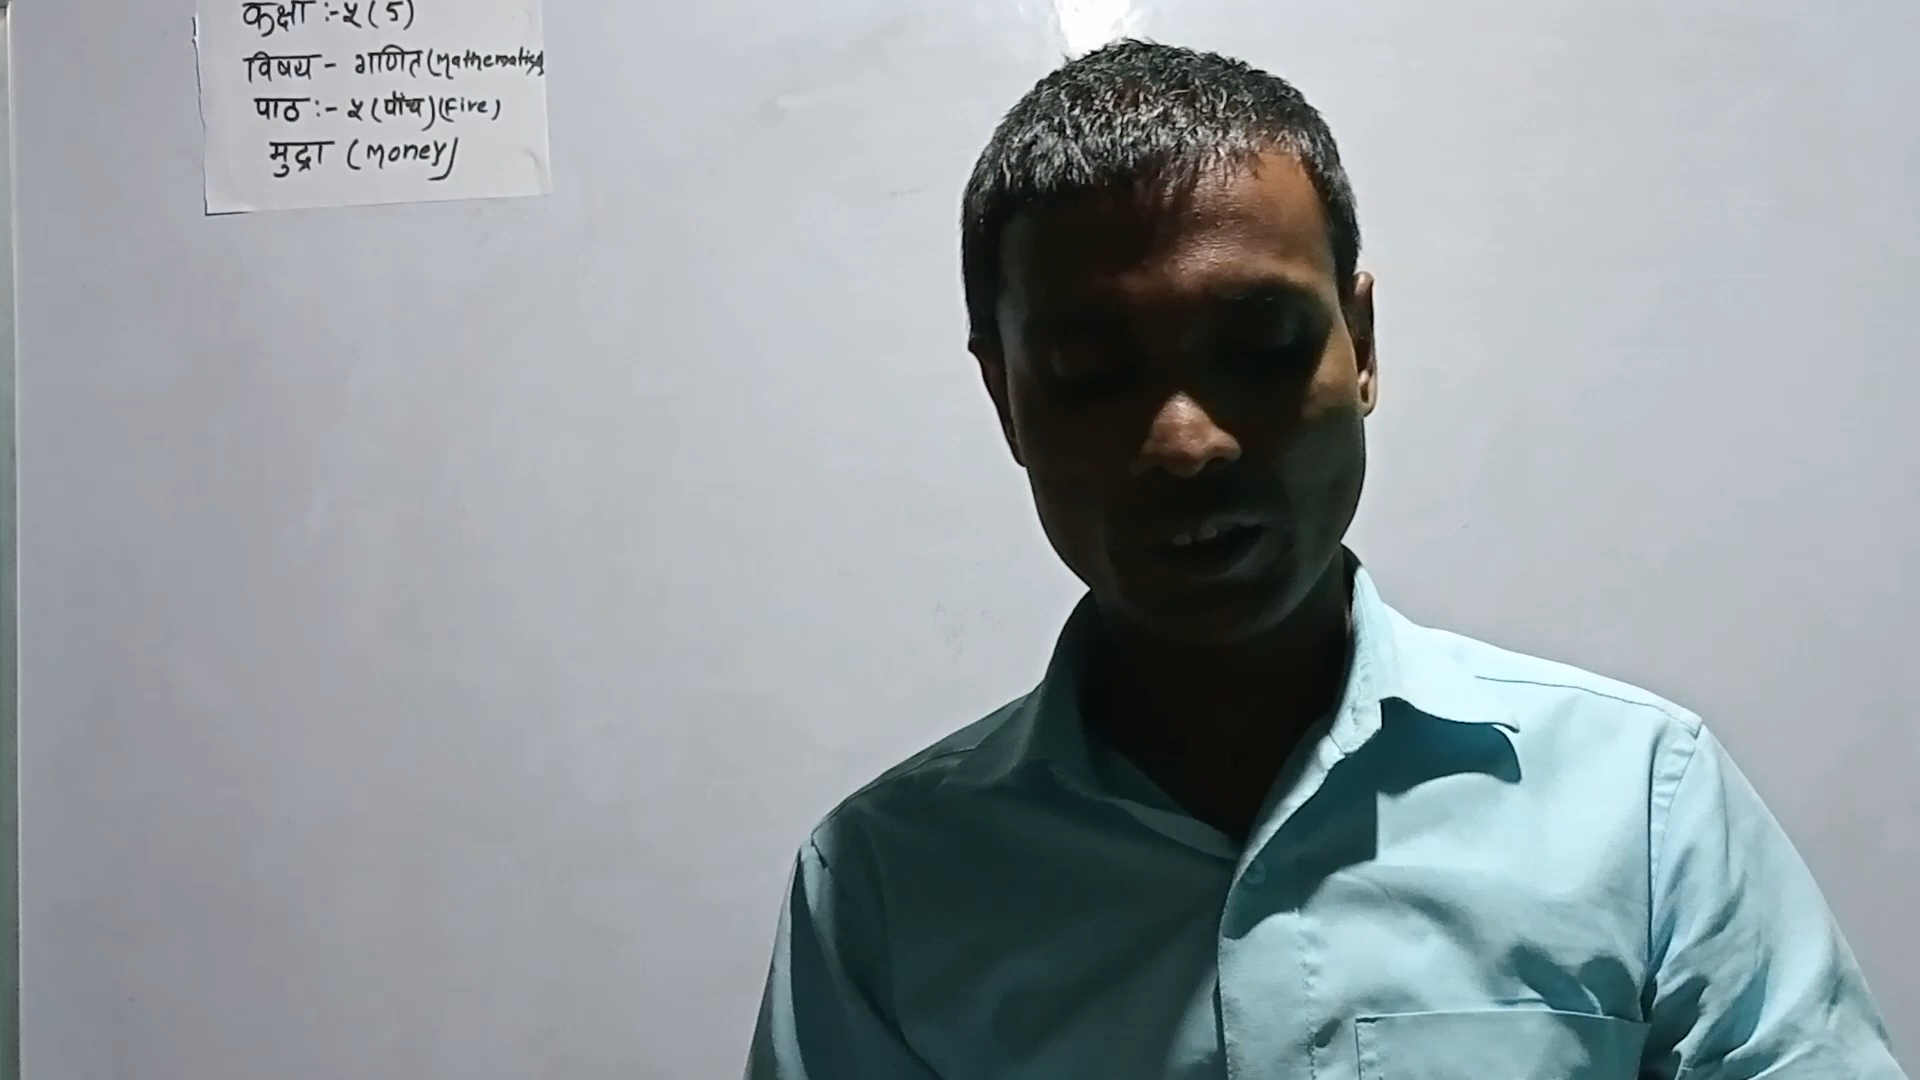 कक्षा :- ५ (5)
विषय - गणित (Mathematics)
पाठ :- ५ (पाँच) (Five)
मुद्रा (Money)